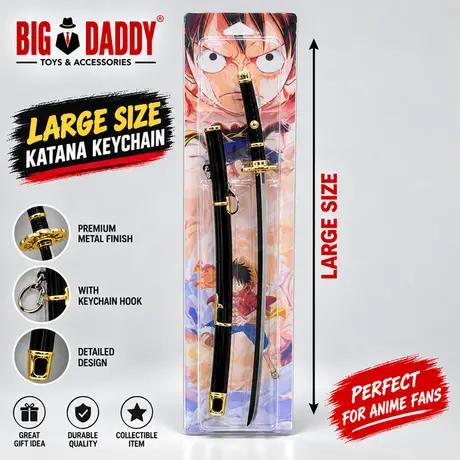 BIG DADDY®
TOYS & ACCESSORIES
LARGE SIZE
KATANA KEYCHAIN
PREMIUM
METAL FINISH
WITH
KEYCHAIN HOOK
DETAILED
DESIGN
GREAT
GIFT IDEA
DURABLE
QUALITY
COLLECTIBLE
ITEM
LARGE SIZE
PERFECT
FOR ANIME FANS